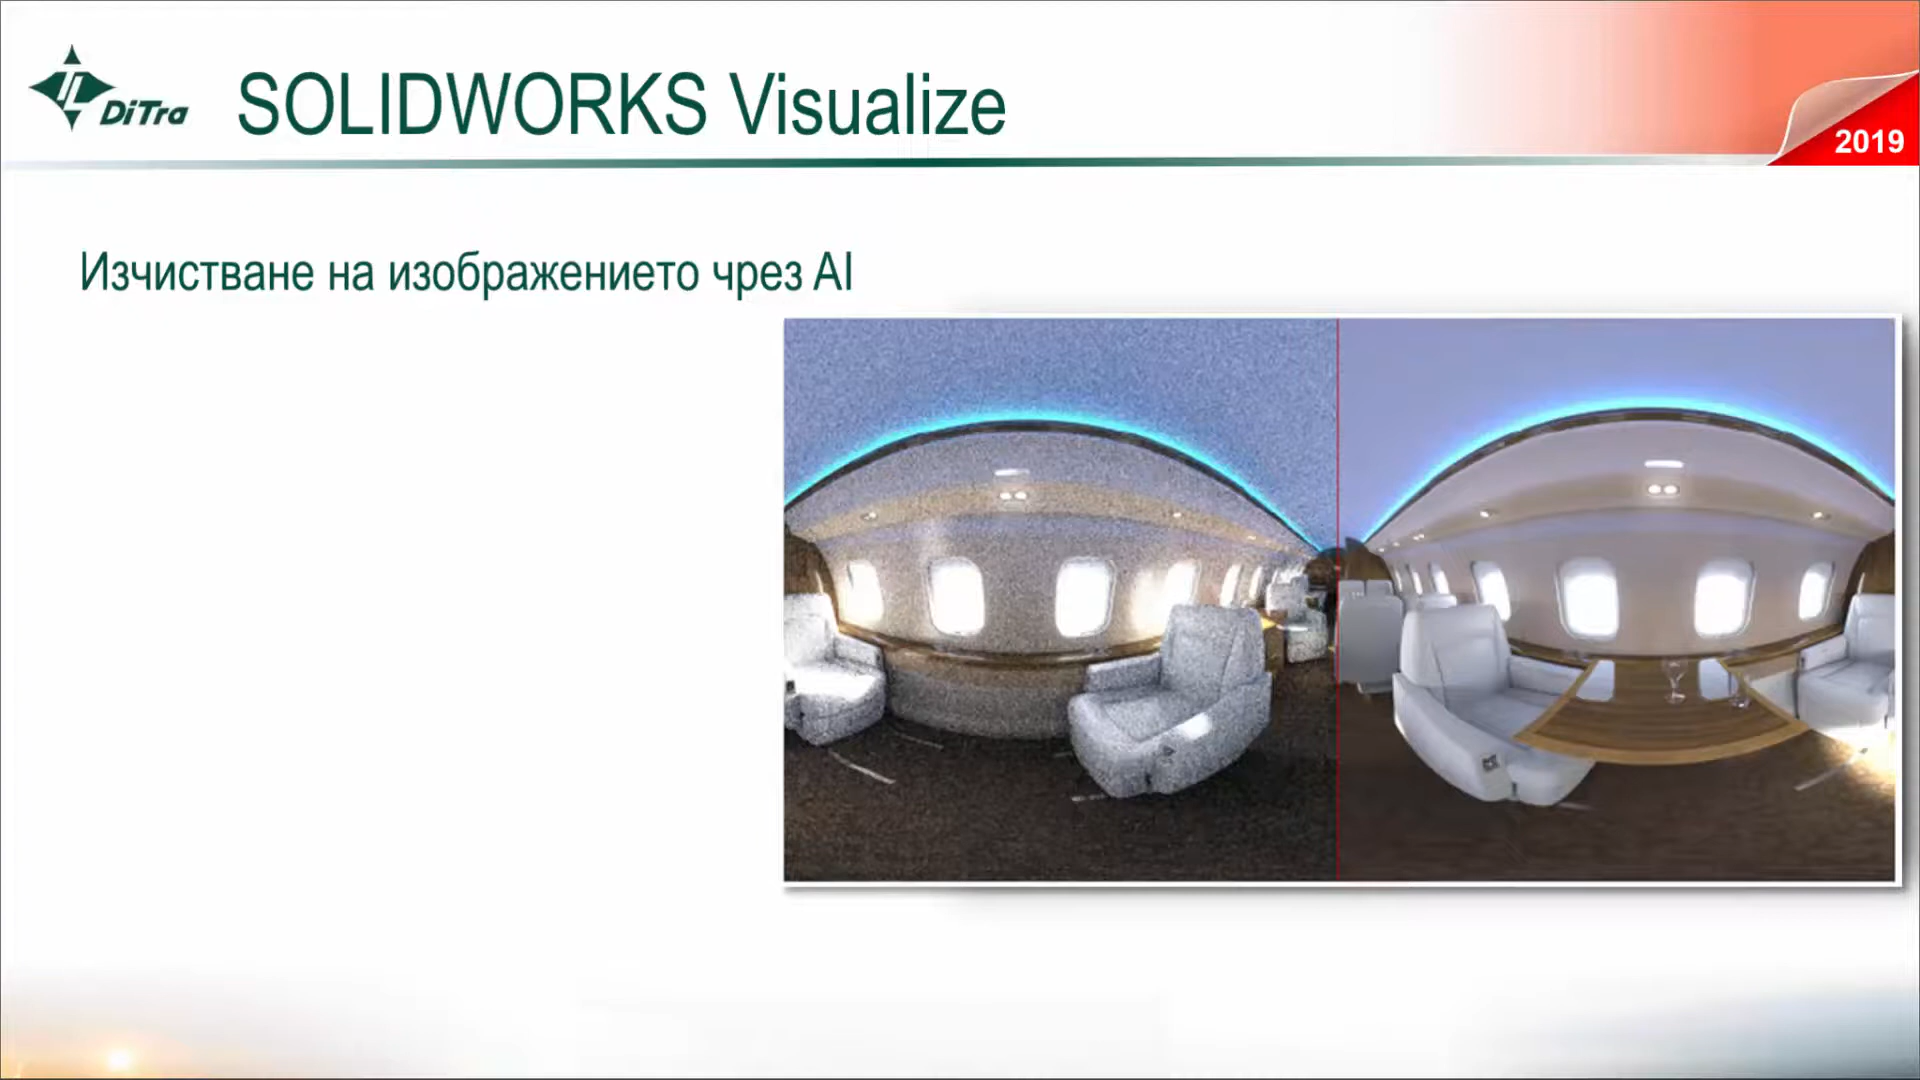 DiTra
SOLIDWORKS Visualize
2019
Изчистване на изображението чрез AI